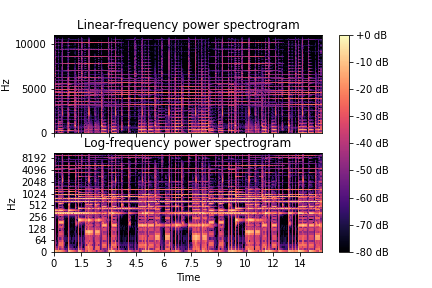 Linear-frequency power spectrogram
10000
5000
0
Hz
Log-frequency power spectrogram
8192
4096
2048
1024
512
256
128
64
0
Hz
0 1.5 3 4.5 6 7.5 9 10 12 14
Time
+0 dB
-10 dB
-20 dB
-30 dB
-40 dB
-50 dB
-60 dB
-70 dB
-80 dB